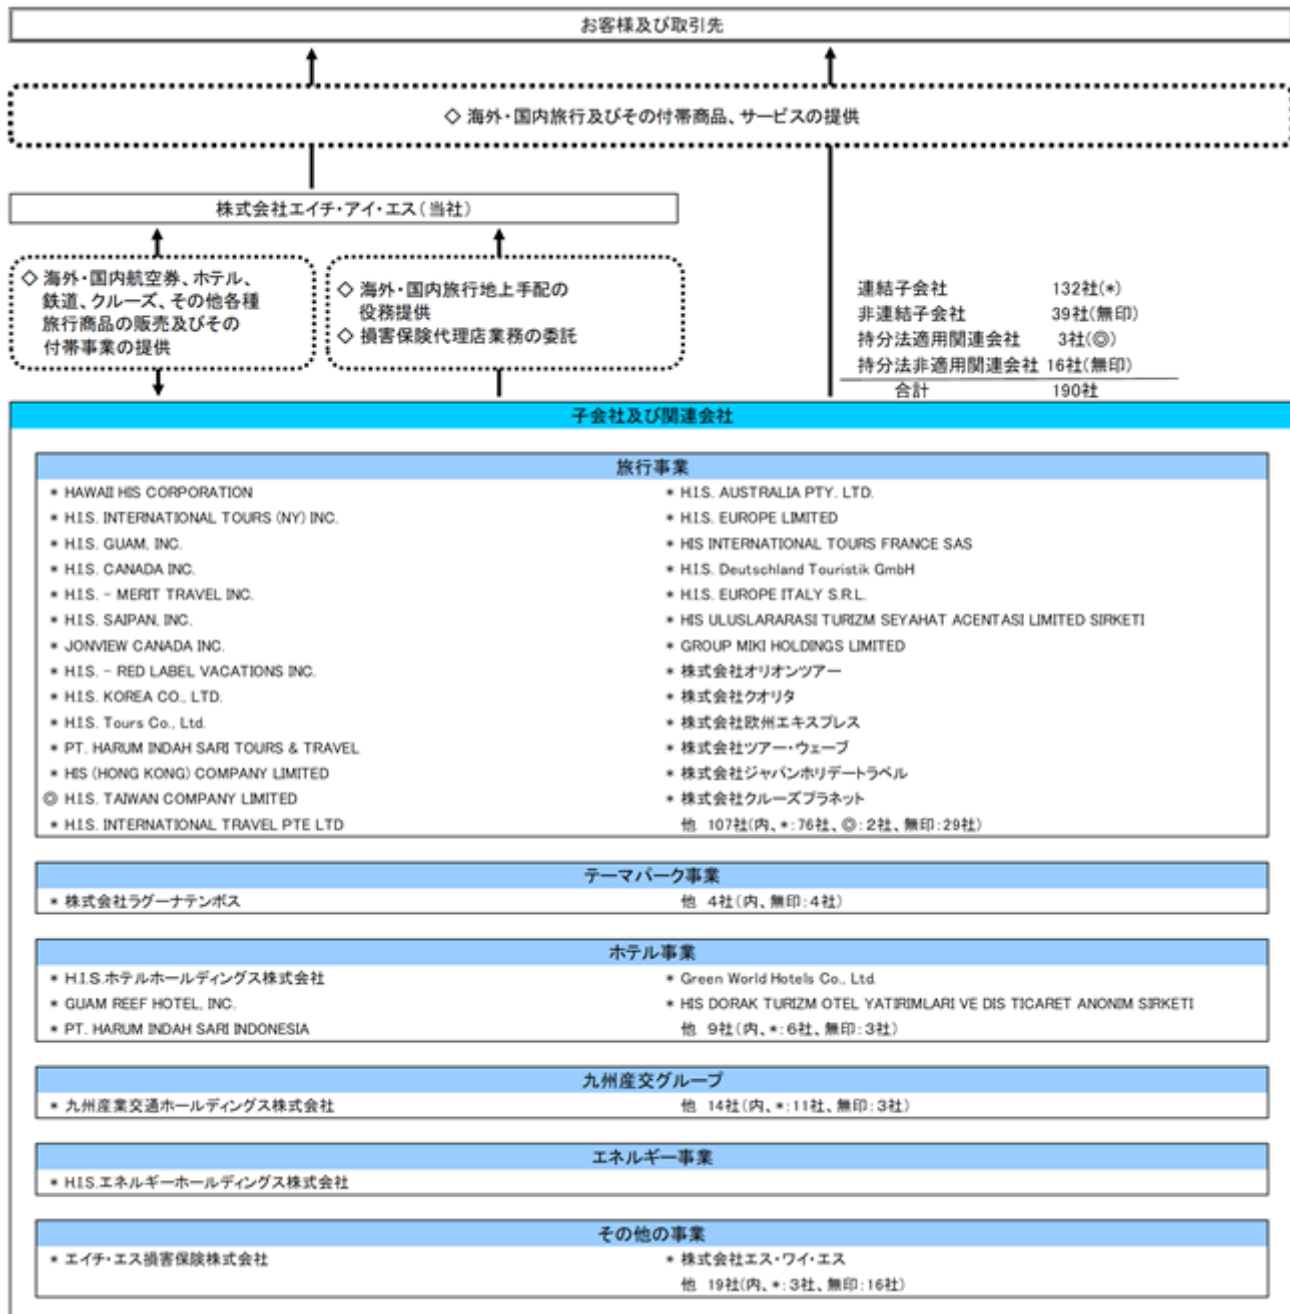 お客様及び取引先
◇ 海外・国内旅行及びその付帯商品、サービスの提供
株式会社エイチ・アイ・エス(当社)
◇ 海外・国内航空券、ホテル、
鉄道、クルーズ、その他各種
旅行商品の販売及びその
付帯事業の提供
◇ 海外・国内旅行地上手配の
役務提供
◇ 損害保険代理店業務の委託
連結子会社 132社(*)
非連結子会社 39社(無印)
持分法適用関連会社 3社(◎)
持分法非適用関連会社 16社(無印)
合計 190社
子会社及び関連会社
旅行事業
* HAWAII HIS CORPORATION
* H.I.S. INTERNATIONAL TOURS (NY) INC.
* H.I.S. GUAM, INC.
* H.I.S. CANADA INC.
* H.I.S. - MERIT TRAVEL INC.
* H.I.S. SAIPAN, INC.
* JONVIEW CANADA INC.
* H.I.S. - RED LABEL VACATIONS INC.
* H.I.S. KOREA CO., LTD.
* H.I.S. Tours Co., Ltd.
* PT. HARUM INDAH SARI TOURS & TRAVEL
* HIS (HONG KONG) COMPANY LIMITED
◎ H.I.S. TAIWAN COMPANY LIMITED
* H.I.S. INTERNATIONAL TRAVEL PTE LTD
* H.I.S. AUSTRALIA PTY. LTD.
* H.I.S. EUROPE LIMITED
* HIS INTERNATIONAL TOURS FRANCE SAS
* H.I.S. Deutschland Touristik GmbH
* H.I.S. EUROPE ITALY S.R.L.
* HIS ULUSLARARASI TURIZM SEYAHAT ACENTASI LIMITED SIRKETI
* GROUP MIKI HOLDINGS LIMITED
* 株式会社オリオンツアー
* 株式会社クオリタ
* 株式会社欧州エキスプレス
* 株式会社ツアー・ウェーブ
* 株式会社ジャパンホリデートラベル
* 株式会社クルーズプラネット
他 107社(内、*:76社、◎:2社、無印:29社)
テーマパーク事業
* 株式会社ラグーナテンボス
他 4社(内、無印:4社)
ホテル事業
* H.I.S.ホテルホールディングス株式会社
* GUAM REEF HOTEL, INC.
* PT. HARUM INDAH SARI INDONESIA
* Green World Hotels Co., Ltd.
* HIS DORAK TURIZM OTEL YATIRIMLARI VE DIS TICARET ANONIM SIRKETI
他 9社(内、*:6社、無印:3社)
九州産交グループ
* 九州産業交通ホールディングス株式会社
他 14社(内、*:11社、無印:3社)
エネルギー事業
* H.I.S.エネルギーホールディングス株式会社
その他の事業
* エイチ・エス損害保険株式会社
* 株式会社エス・ワイ・エス
他 19社(内、*:3社、無印:16社)